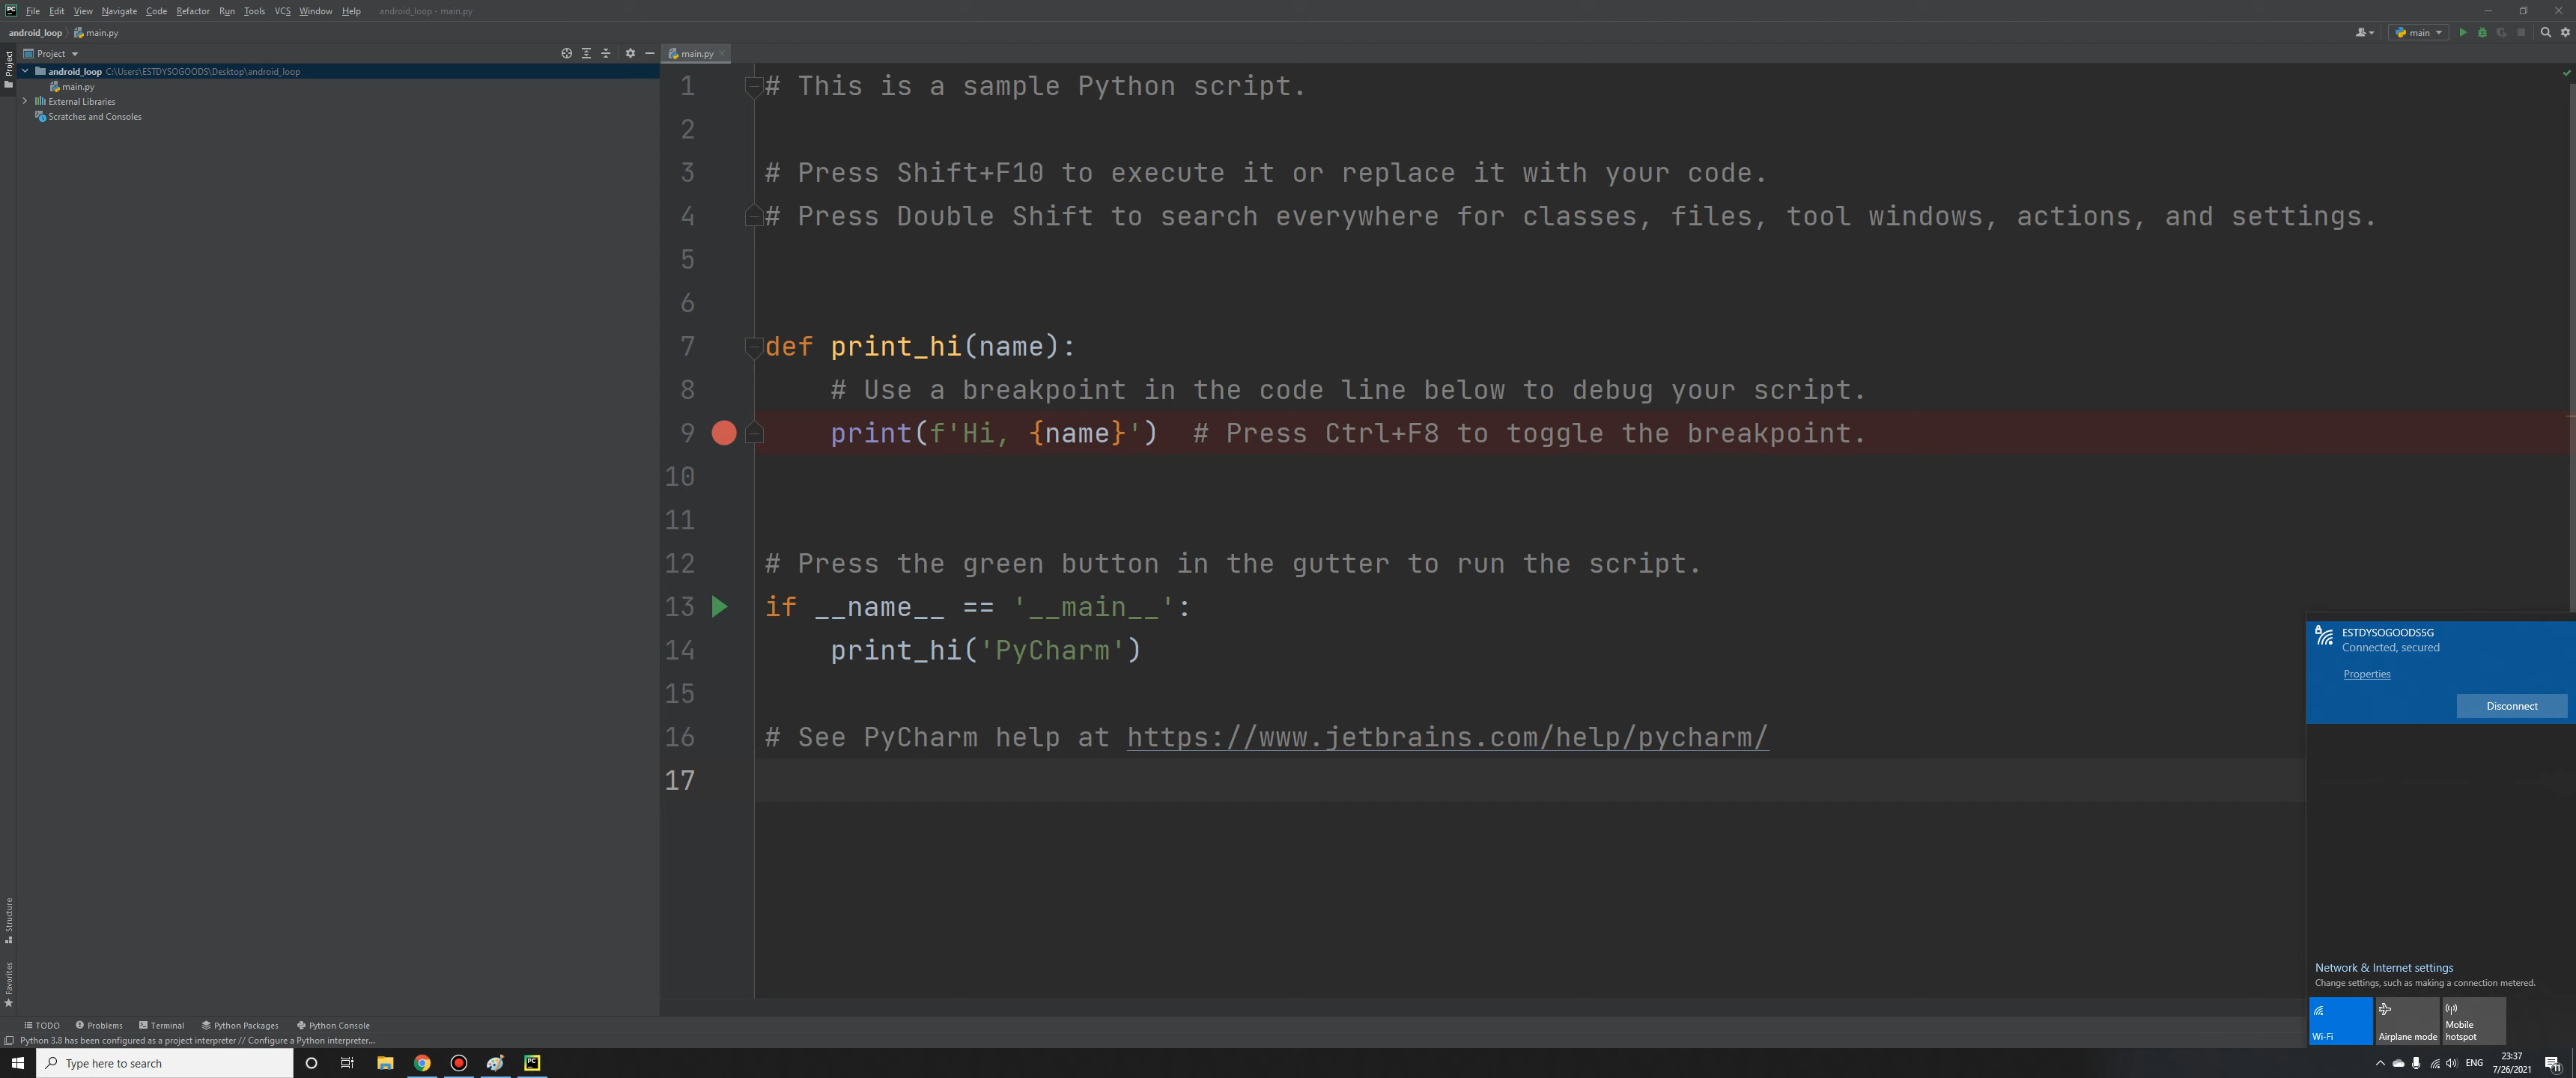 File Edit View Navigate Code Refactor Run Tools VCS Window Help android_loop - main.py
android_loop main.py
main
Project
Project
main.py
android_loop C:\Users\ESTDYSOGOODS\Desktop\android_loop
main.py
External Libraries
Scratches and Consoles
1 # This is a sample Python script.
2
3 # Press Shift+F10 to execute it or replace it with your code.
4 # Press Double Shift to search everywhere for classes, files, tool windows, actions, and settings.
5
6
7 def print_hi(name):
8 # Use a breakpoint in the code line below to debug your script.
9 print(f'Hi, {name}') # Press Ctrl+F8 to toggle the breakpoint.
10
11
12 # Press the green button in the gutter to run the script.
13 if __name__ == '__main__':
14 print_hi('PyCharm')
15
16 # See PyCharm help at https://www.jetbrains.com/help/pycharm/
17
ESTDYSOGOODS5G
Connected, secured
Properties
Disconnect
Network & Internet settings
Change settings, such as making a connection metered.
Wi-Fi
Airplane mode
Mobile hotspot
Structure
Favorites
TODO Problems Terminal Python Packages Python Console
Python 3.8 has been configured as a project interpreter // Configure a Python interpreter...
Type here to search
PC
ENG
23:37
7/26/2021
11